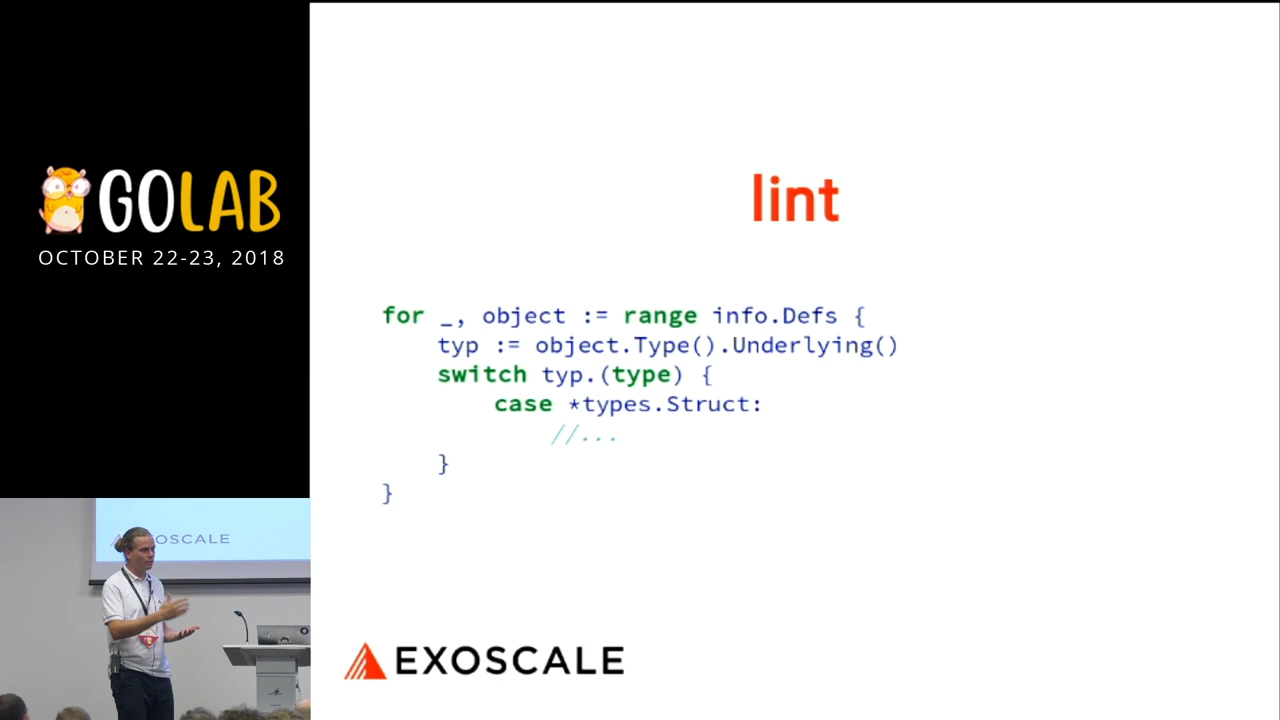 GOLAB
OCTOBER 22-23, 2018
lint
for _, object := range info.Defs {
    typ := object.Type().Underlying()
    switch typ.(type) {
        case *types.Struct:
            //...
    }
}
EXOSCALE
OSCALE